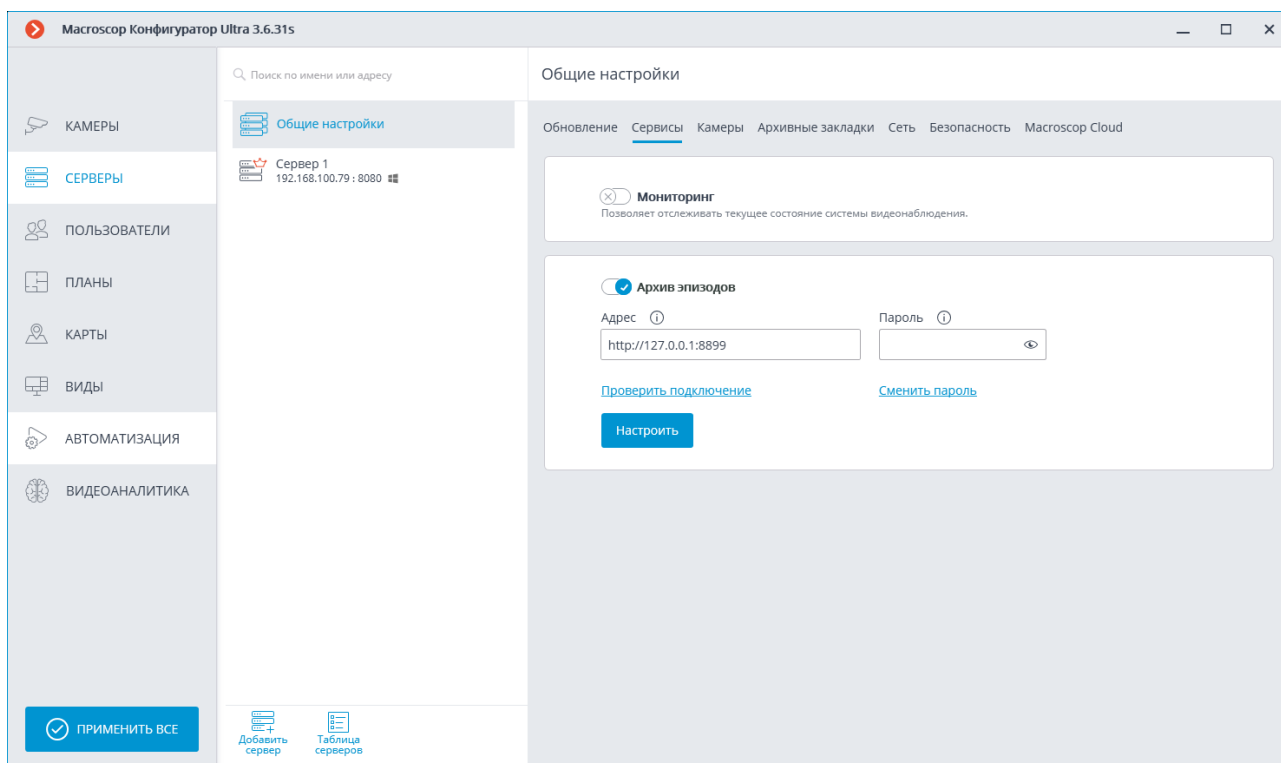 Macroscop Конфигуратор Ultra 3.6.31s
КАМЕРЫ
СЕРВЕРЫ
ПОЛЬЗОВАТЕЛИ
ПЛАНЫ
КАРТЫ
ВИДЫ
АВТОМАТИЗАЦИЯ
ВИДЕОАНАЛИТИКА
ПРИМЕНИТЬ ВСЕ
Поиск по имени или адресу
Общие настройки
Сервер 1
192.168.100.79 : 8080
Добавить
сервер
Таблица
серверов
Общие настройки
Обновление Сервисы Камеры Архивные закладки Сеть Безопасность Macroscop Cloud
Мониторинг
Позволяет отслеживать текущее состояние системы видеонаблюдения.
Архив эпизодов
Адрес Пароль
http://127.0.0.1:8899
Проверить подключение Сменить пароль
Настроить